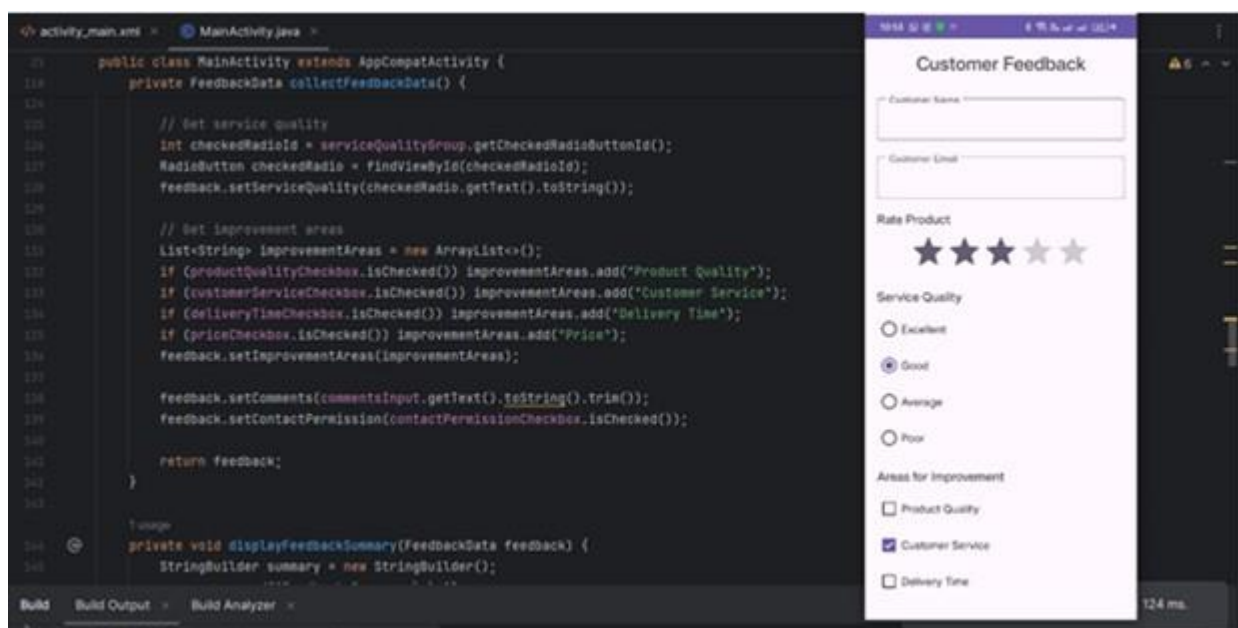 activity_main.xml
MainActivity.java
public class MainActivity extends AppCompatActivity {
private FeedbackData collectFeedbackData() {
// Get service quality
int checkedRadioId = serviceQualityGroup.getCheckedRadioButtonId();
RadioButton checkedRadio = findViewById(checkedRadioId);
feedback.setServiceQuality(checkedRadio.getText().toString());
// Get improvement areas
List<String> improvementAreas = new ArrayList<>();
if (productQualityCheckbox.isChecked()) improvementAreas.add("Product Quality");
if (customerServiceCheckbox.isChecked()) improvementAreas.add("Customer Service");
if (deliveryTimeCheckbox.isChecked()) improvementAreas.add("Delivery Time");
if (priceCheckbox.isChecked()) improvementAreas.add("Price");
feedback.setImprovementAreas(improvementAreas);
feedback.setComments(commentsInput.getText().toString().trim());
feedback.setContactPermission(contactPermissionCheckbox.isChecked());
return feedback;
}
1 usage
private void displayFeedbackSummary(FeedbackData feedback) {
StringBuilder summary = new StringBuilder();
Build Build Output Build Analyzer
124 ms.
6
Customer Feedback
Customer Name
Customer Email
Rate Product
Service Quality
Excellent
Good
Average
Poor
Areas for Improvement
Product Quality
Customer Service
Delivery Time